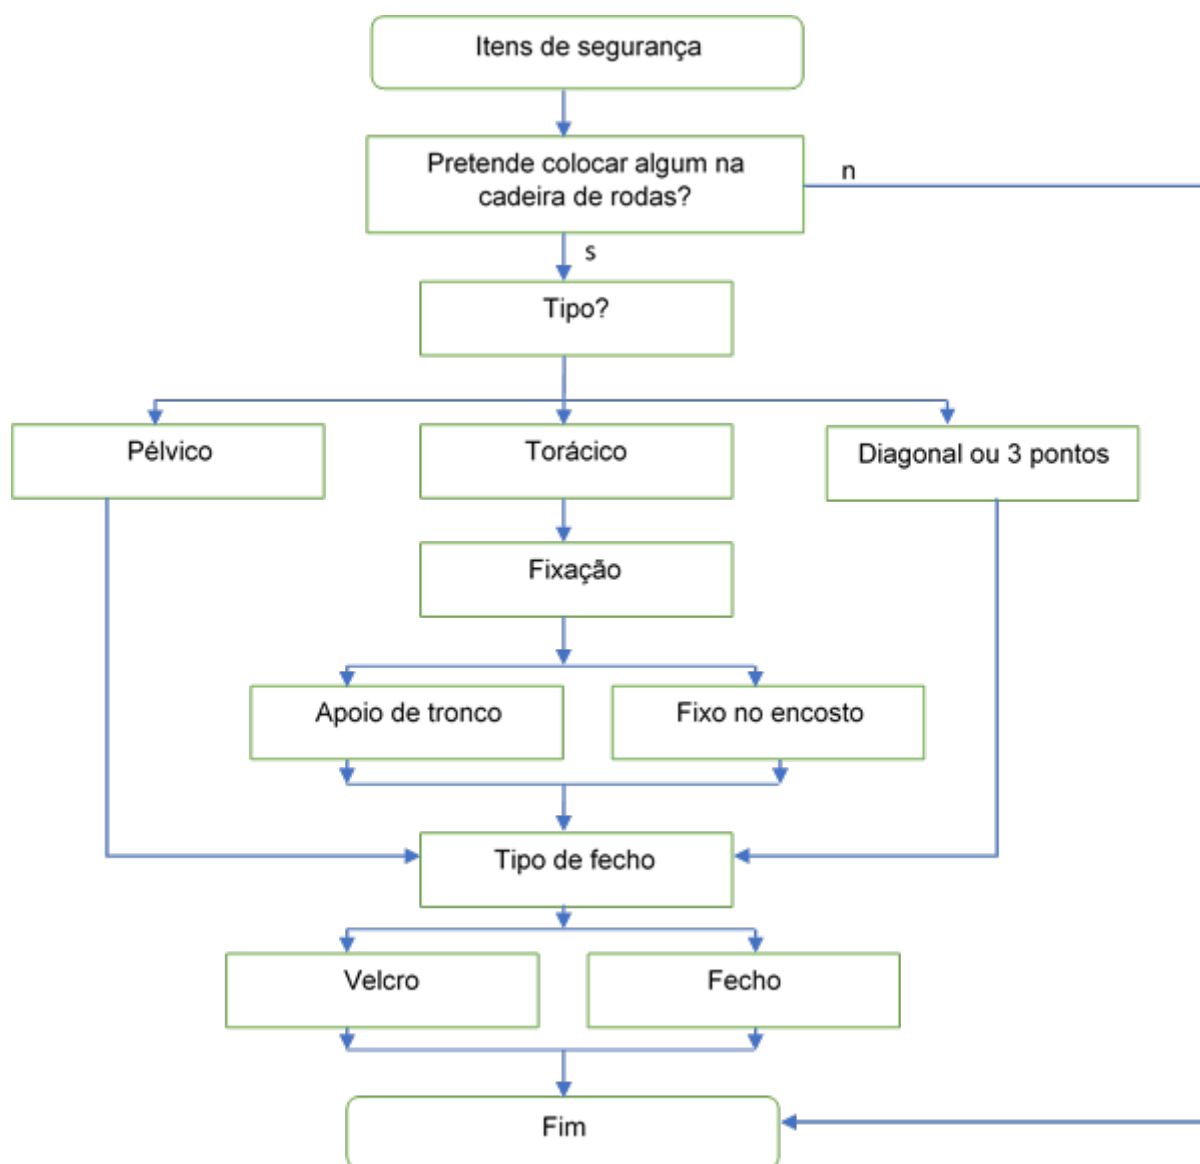 Itens de segurança
Pretende colocar algum na
cadeira de rodas?
n
s
Tipo?
Pélvico
Torácico
Diagonal ou 3 pontos
Fixação
Apoio de tronco
Fixo no encosto
Tipo de fecho
Velcro
Fecho
Fim